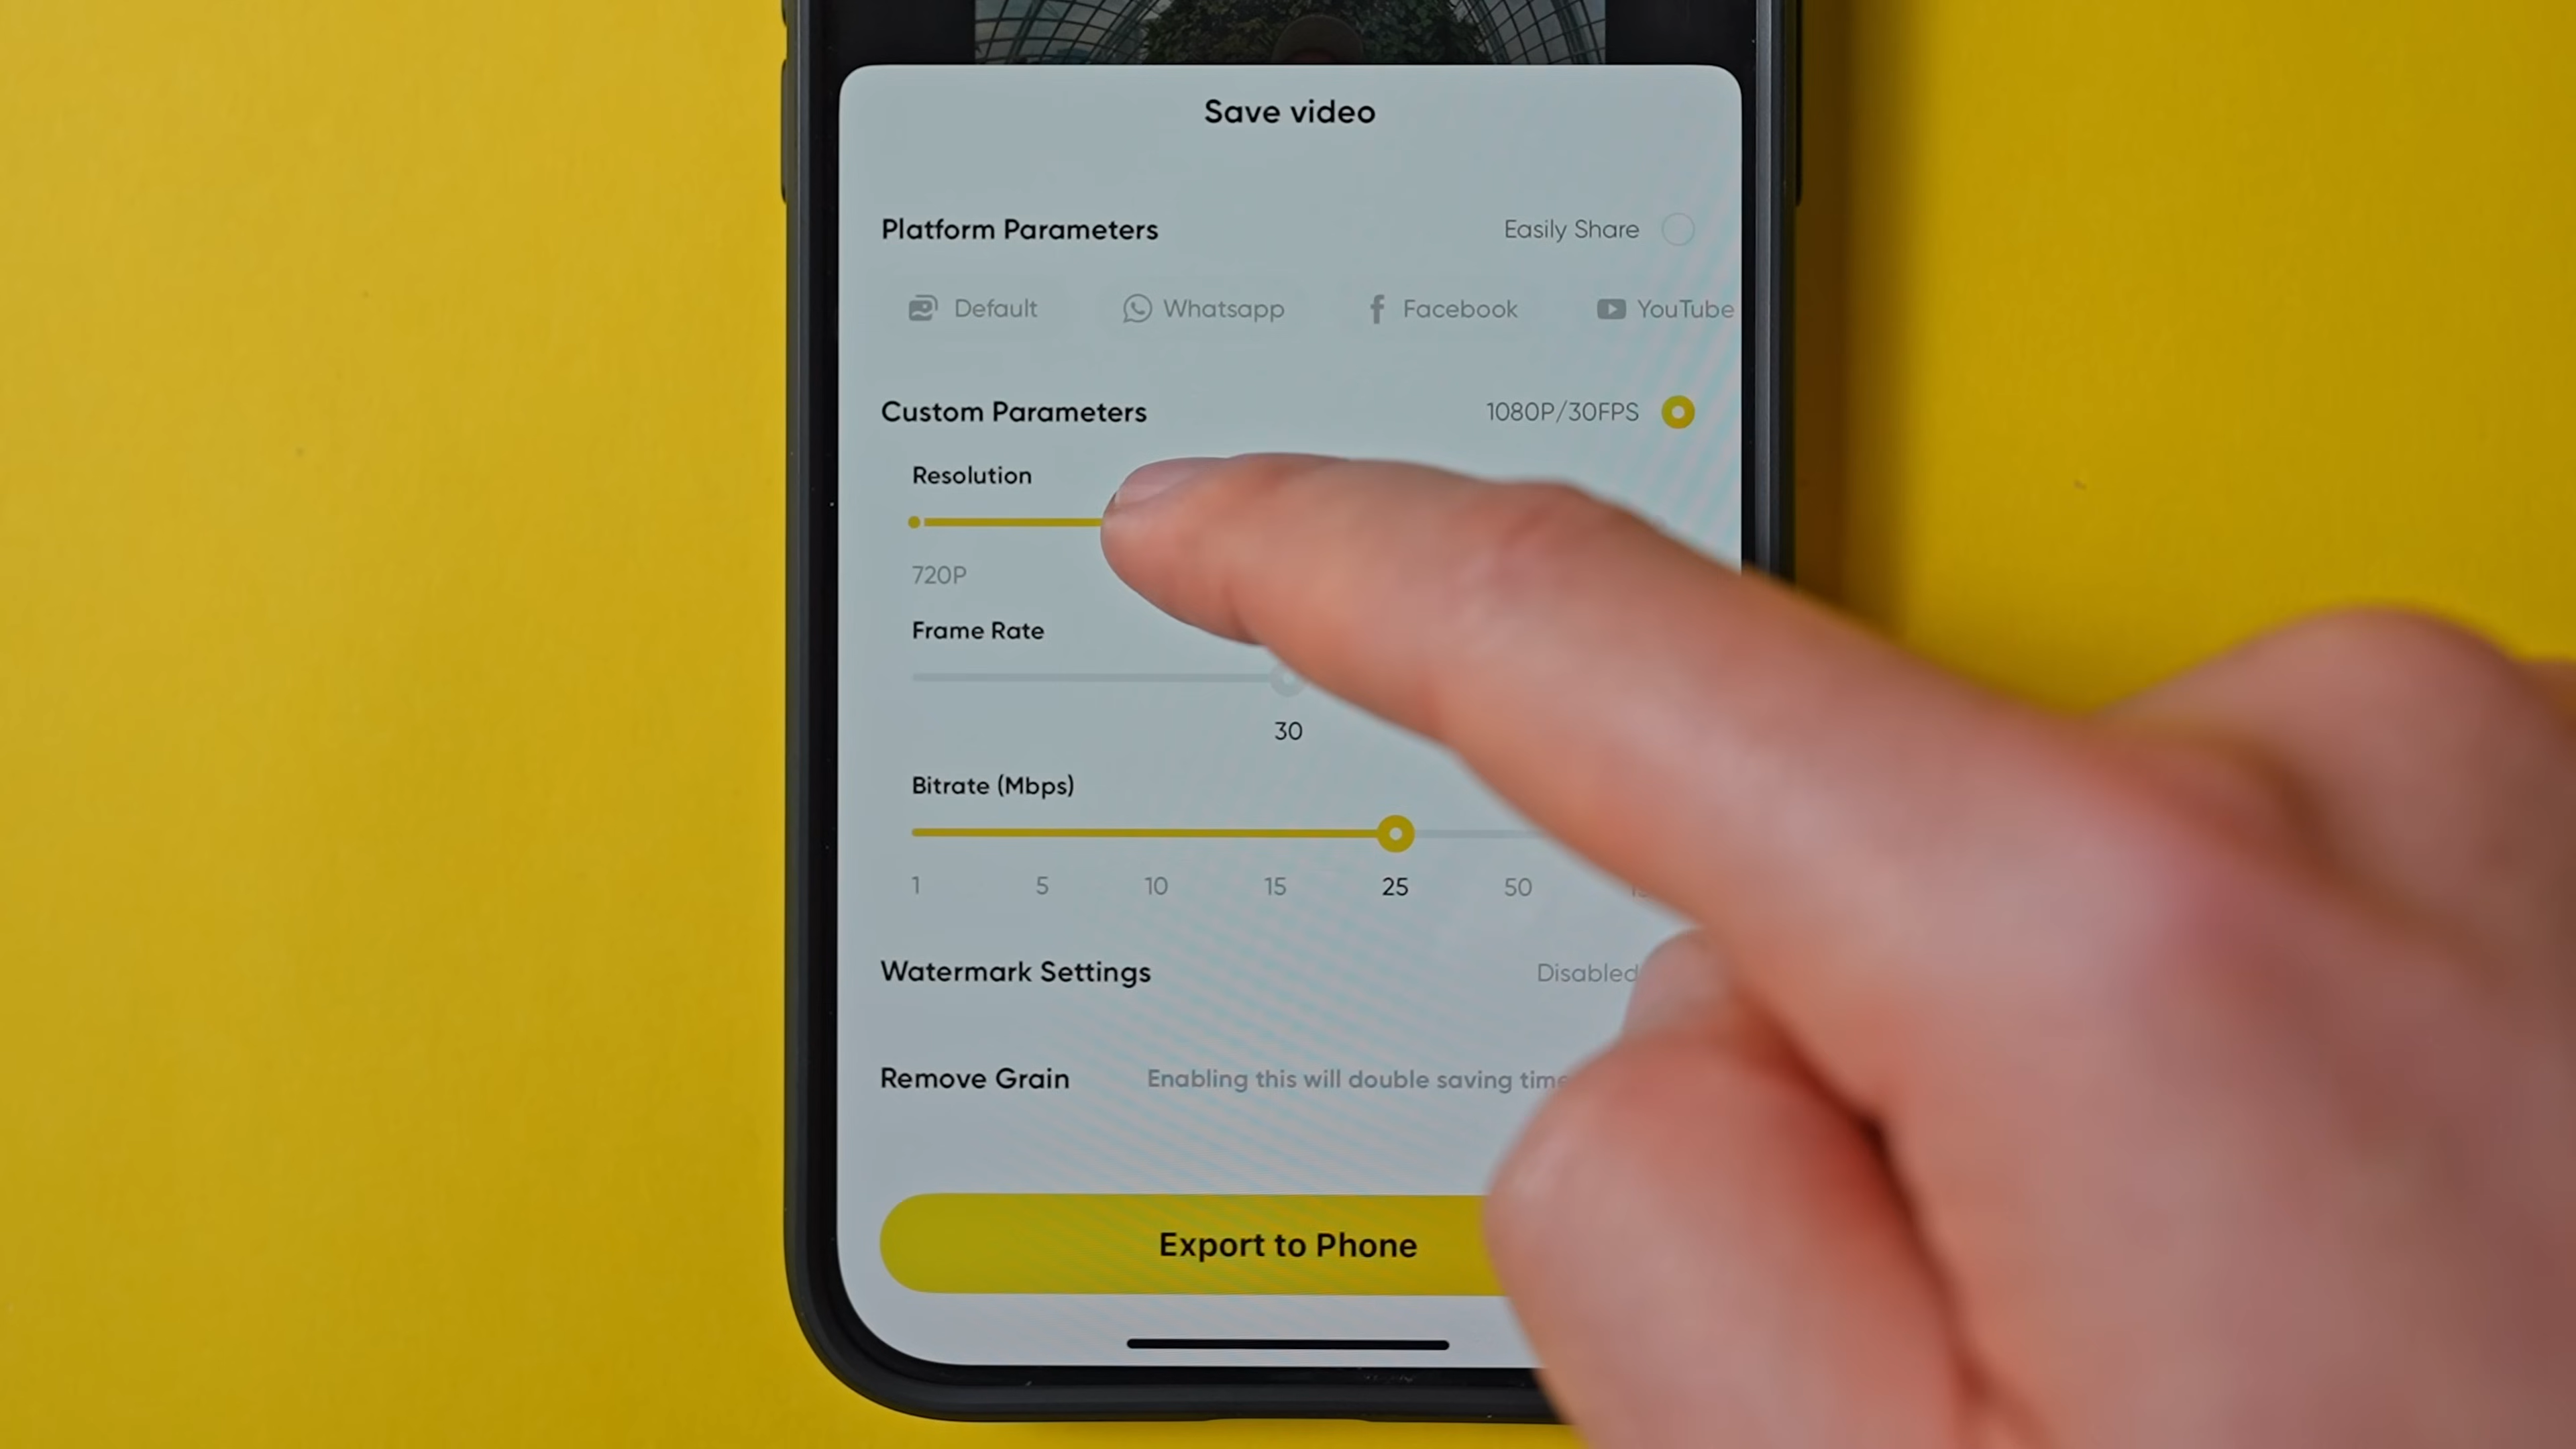 Save video
Platform Parameters Easily Share
Default Whatsapp Facebook YouTube
Custom Parameters 1080P/30FPS
Resolution
720P
Frame Rate
30
Bitrate (Mbps)
1 5 10 15 25 50
Watermark Settings Disabled
Remove Grain Enabling this will double saving time
Export to Phone